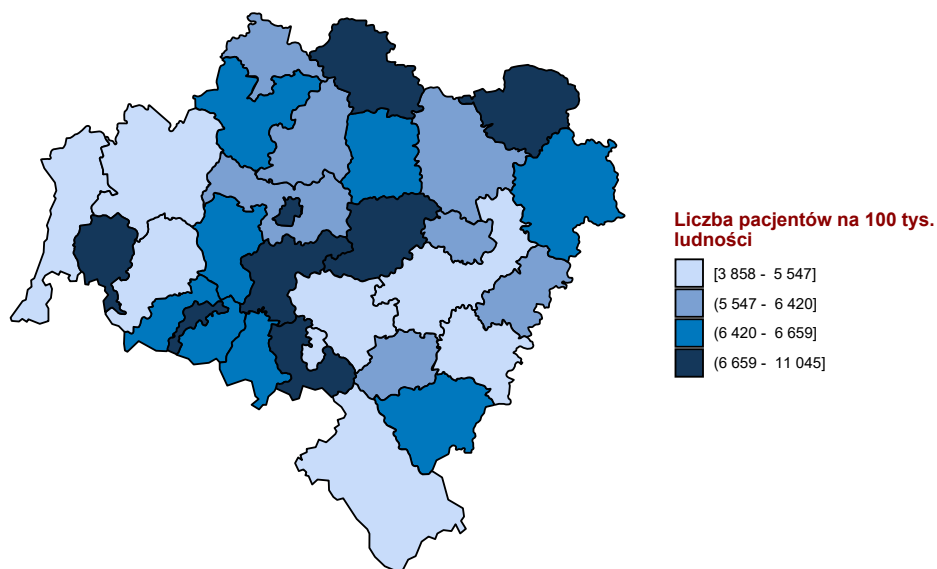 Liczba pacjentów na 100 tys.
ludności
[3 858 - 5 547]
(5 547 - 6 420]
(6 420 - 6 659]
(6 659 - 11 045]